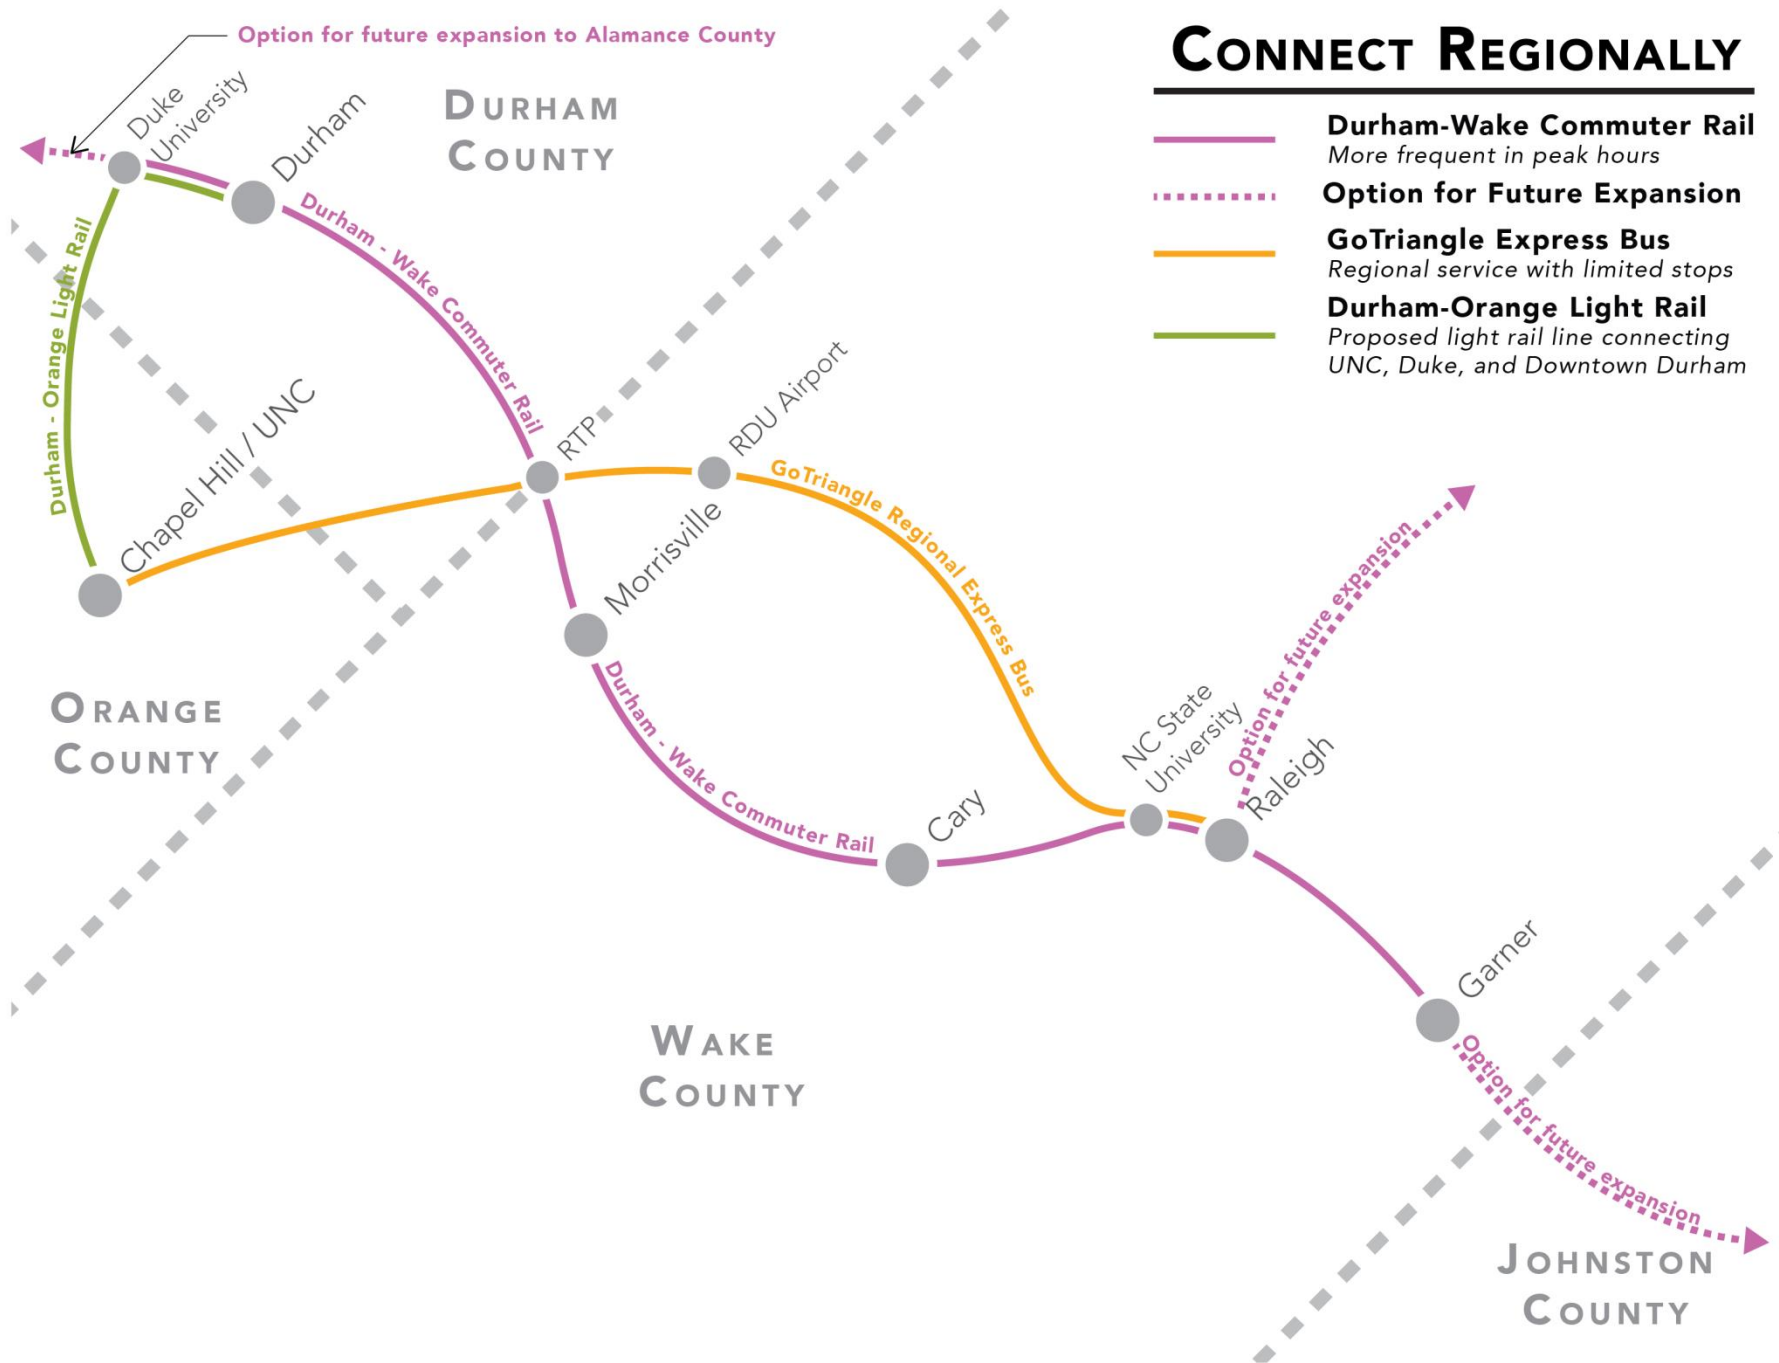 Option for future expansion to Alamance County
CONNECT REGIONALLY
Durham-Wake Commuter Rail
More frequent in peak hours
Option for Future Expansion
GoTriangle Express Bus
Regional service with limited stops
Durham-Orange Light Rail
Proposed light rail line connecting
UNC, Duke, and Downtown Durham
Duke
University
Durham
DURHAM
COUNTY
Durham - Wake Commuter Rail
Durham - Orange Light Rail
Chapel Hill / UNC
RTP
RDU Airport
GoTriangle Regional Express Bus
Morrisville
Option for future expansion
ORANGE
COUNTY
Durham - Wake Commuter Rail
Cary
NC State
University
Raleigh
Garner
WAKE
COUNTY
Option for future expansion
JOHNSTON
COUNTY